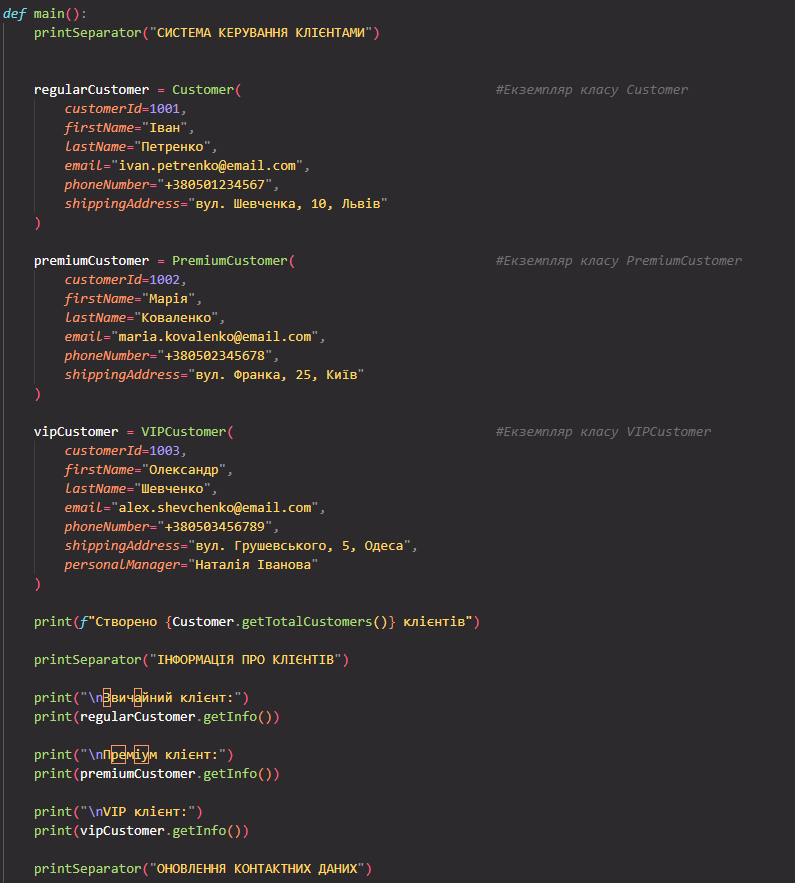 def main():
    printSeparator("СИСТЕМА КЕРУВАННЯ КЛІЄНТАМИ")
    regularCustomer = Customer( #Екземпляр класу Customer
        customerId=1001,
        firstName="Іван",
        lastName="Петренко",
        email="ivan.petrenko@email.com",
        phoneNumber="+380501234567",
        shippingAddress="вул. Шевченка, 10, Львів"
    )
    premiumCustomer = PremiumCustomer( #Екземпляр класу PremiumCustomer
        customerId=1002,
        firstName="Марія",
        lastName="Коваленко",
        email="maria.kovalenko@email.com",
        phoneNumber="+380502345678",
        shippingAddress="вул. Франка, 25, Київ"
    )
    vipCustomer = VIPCustomer( #Екземпляр класу VIPCustomer
        customerId=1003,
        firstName="Олександр",
        lastName="Шевченко",
        email="alex.shevchenko@email.com",
        phoneNumber="+380503456789",
        shippingAddress="вул. Грушевського, 5, Одеса",
        personalManager="Наталія Іванова"
    )
    print(f"Створено {Customer.getTotalCustomers()} клієнтів")
    printSeparator("ІНФОРМАЦІЯ ПРО КЛІЄНТІВ")
    print("\nЗвичайний клієнт:")
    print(regularCustomer.getInfo())
    print("\nПреміум клієнт:")
    print(premiumCustomer.getInfo())
    print("\nVIP клієнт:")
    print(vipCustomer.getInfo())
    printSeparator("ОНОВЛЕННЯ КОНТАКТНИХ ДАНИХ")